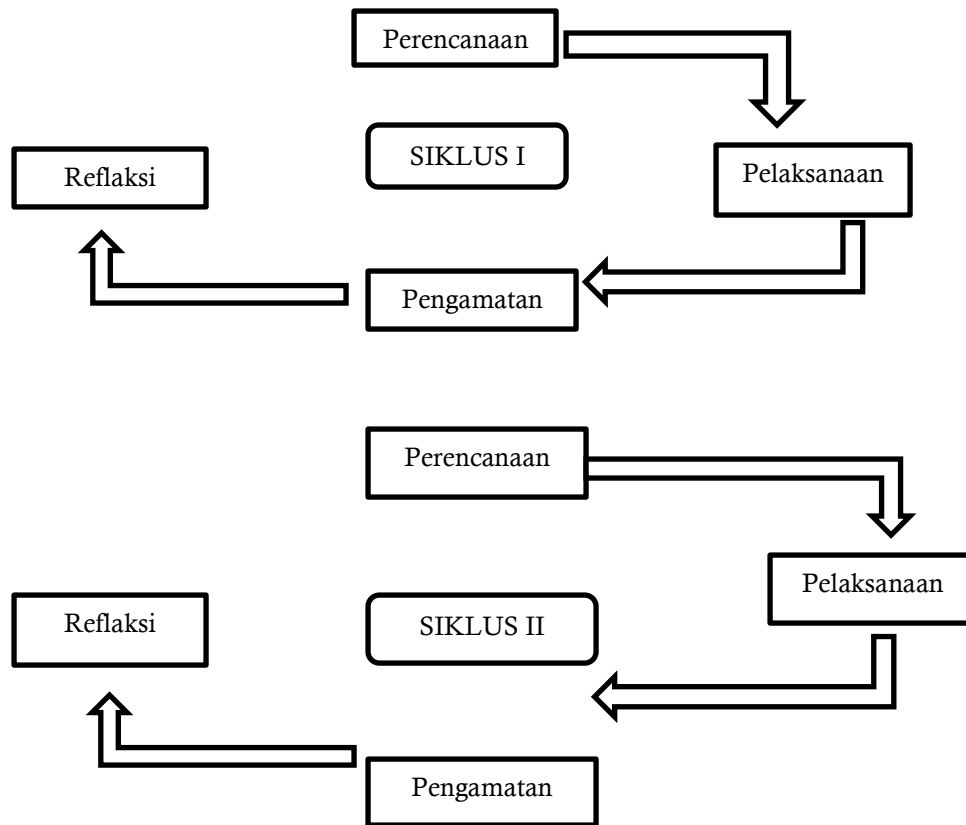 Perencanaan
SIKLUS I
Reflaksi
Pelaksanaan
Pengamatan
Perencanaan
Pelaksanaan
Reflaksi
SIKLUS II
Pengamatan